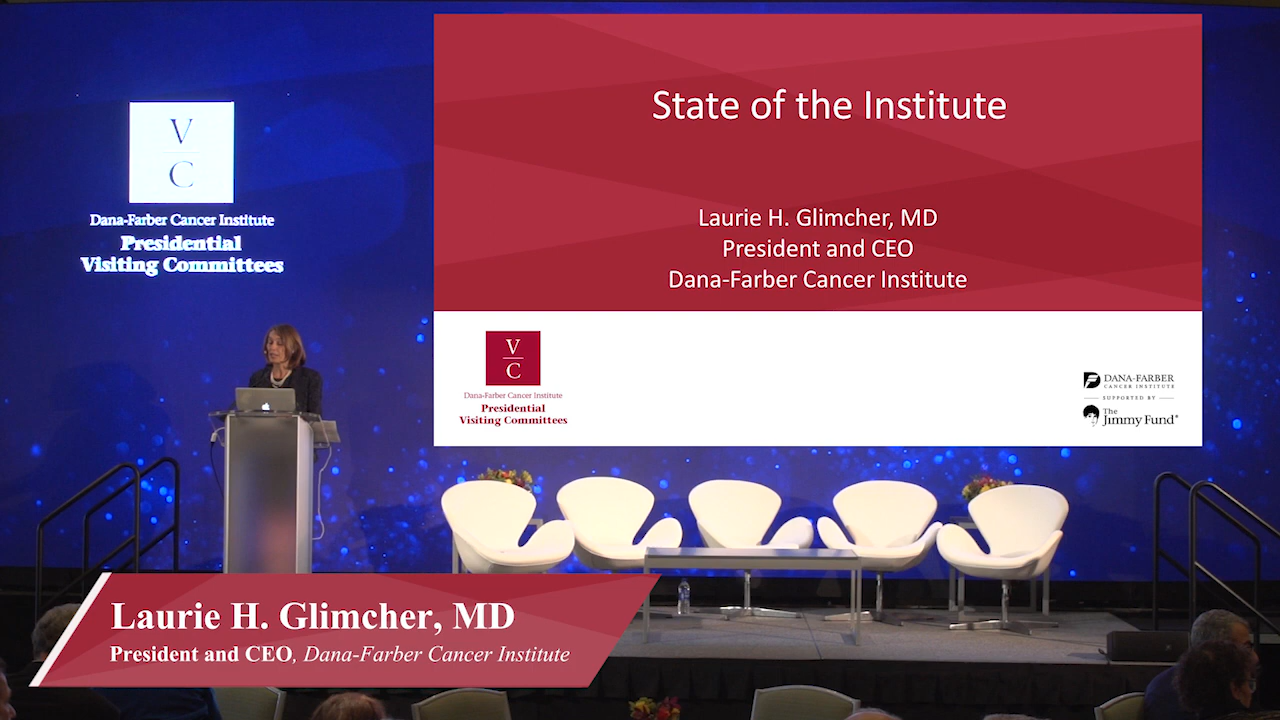 V
C
Dana-Farber Cancer Institute
Presidential
Visiting Committees
State of the Institute
Laurie H. Glimcher, MD
President and CEO
Dana-Farber Cancer Institute
V
C
Dana-Farber Cancer Institute
Presidential
Visiting Committees
DANA-FARBER
CANCER INSTITUTE
SUPPORTED BY
The
Jimmy Fund®
Laurie H. Glimcher, MD
President and CEO, Dana-Farber Cancer Institute